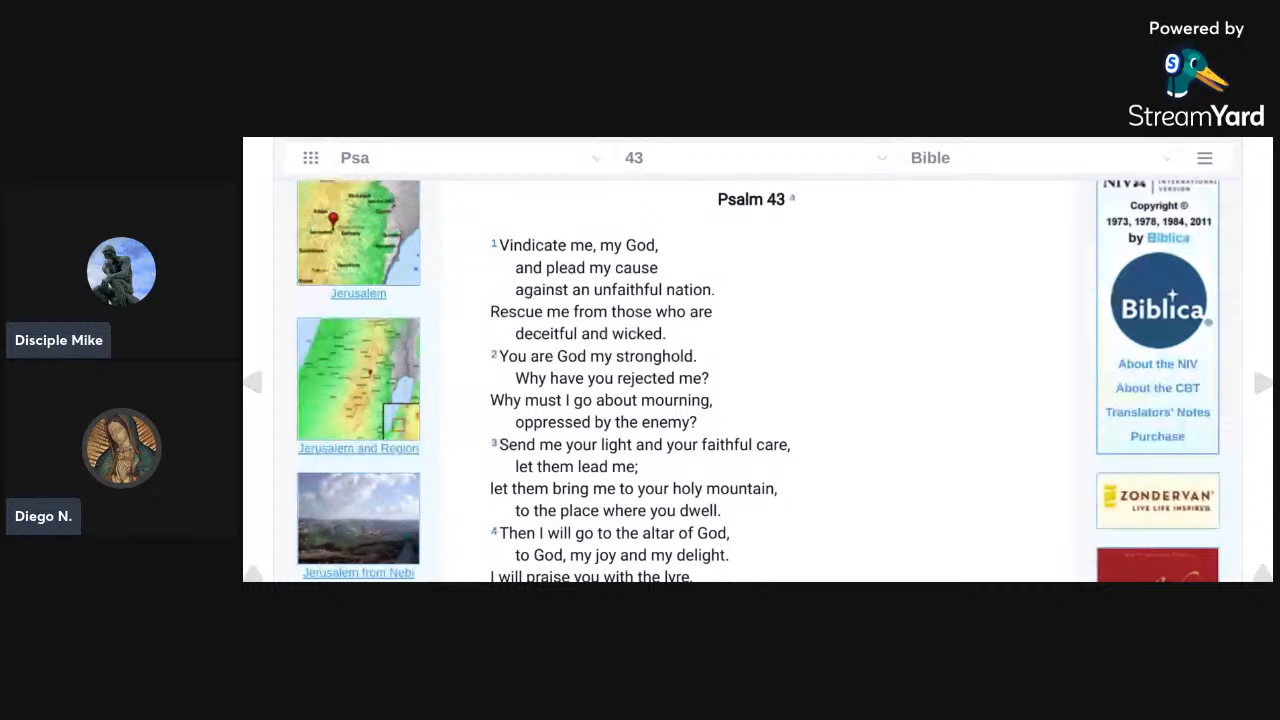 Powered by
StreamYard
Psa
43
Bible
Psalm 43 a
1 Vindicate me, my God,
and plead my cause
against an unfaithful nation.
Rescue me from those who are
deceitful and wicked.
2 You are God my stronghold.
Why have you rejected me?
Why must I go about mourning,
oppressed by the enemy?
3 Send me your light and your faithful care,
let them lead me;
let them bring me to your holy mountain,
to the place where you dwell.
4 Then I will go to the altar of God,
to God, my joy and my delight.
I will praise you with the lyre,
Jerusalem
Jerusalem and Region
Jerusalem from Nebi
NIV
INTERNATIONAL
VERSION
Copyright ©
1973, 1978, 1984, 2011
by Biblica
Biblica
About the NIV
About the CBT
Translators' Notes
Purchase
ZONDERVAN
LIVE LIFE INSPIRED
Disciple Mike
Diego N.